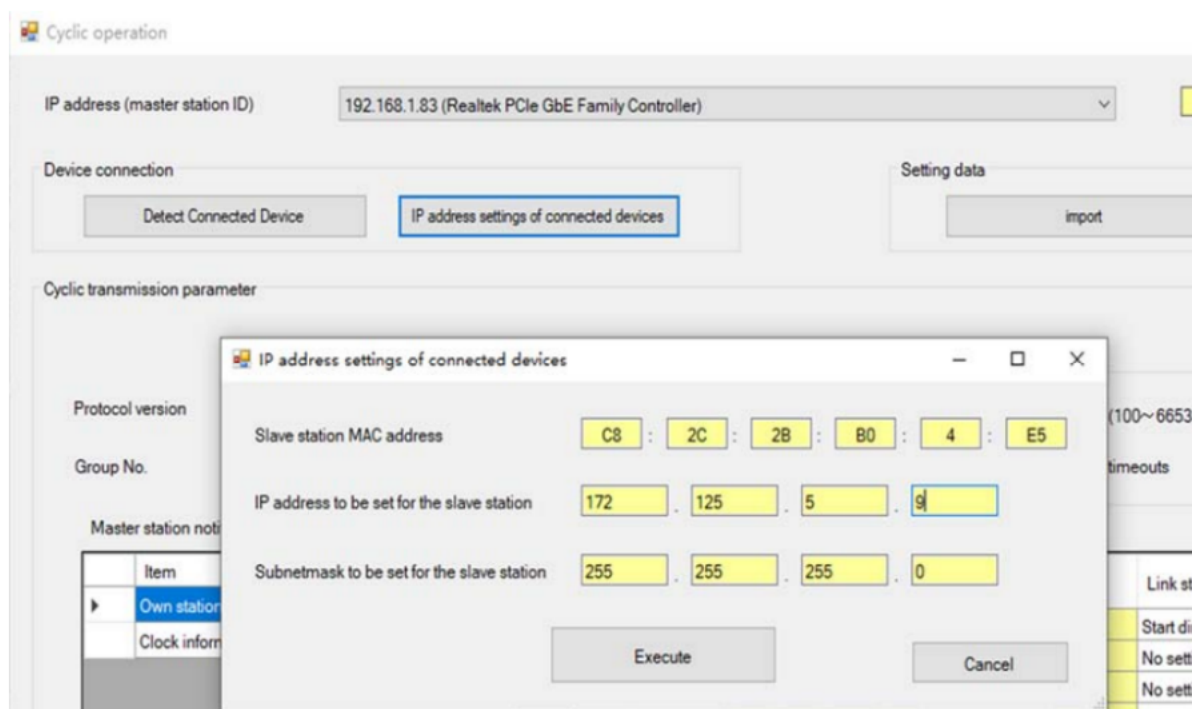 Cyclic operation
IP address (master station ID)
192.168.1.83 (Realtek PCIe GbE Family Controller)
Device connection
Setting data
Detect Connected Device
IP address settings of connected devices
import
Cyclic transmission parameter
IP address settings of connected devices
Protocol version
(100~6653
Slave station MAC address
C8 : 2C : 2B : B0 : 4 : E5
Group No.
timeouts
IP address to be set for the slave station
172 . 125 . 5 . 9
Master station noti
Item
Subnetmask to be set for the slave station
255 . 255 . 255 . 0
Link st
Own station
Start di
Clock inforn
Execute
Cancel
No setti
No setti